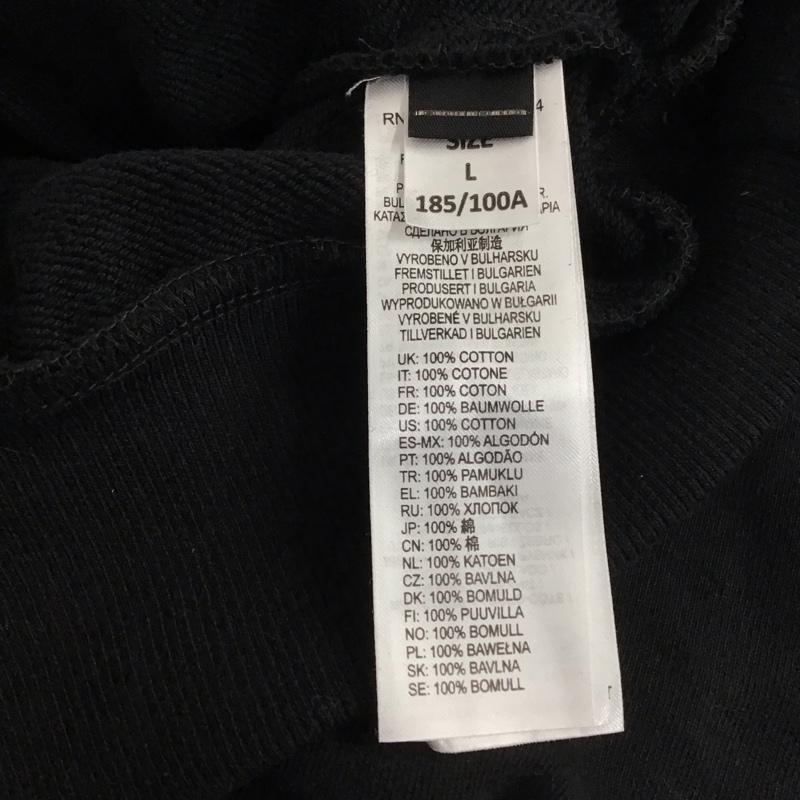 RN 4
SIZE
L
185/100A
СДЕЛАНО В БОЛГАРИЯ
保加利亚制造
VYROBENO V BULHARSKU
FREMSTILLET I BULGARIEN
PRODUSERT I BULGARIA
WYPRODUKOWANO W BUŁGARII
VYROBENÉ V BULHARSKU
TILLVERKAD I BULGARIEN
UK: 100% COTTON
IT: 100% COTONE
FR: 100% COTON
DE: 100% BAUMWOLLE
US: 100% COTTON
ES-MX: 100% ALGODÓN
PT: 100% ALGODÃO
TR: 100% PAMUKLU
EL: 100% BAMBAKI
RU: 100% ХЛОПОК
JP: 100% 綿
CN: 100% 棉
NL: 100% KATOEN
CZ: 100% BAVLNA
DK: 100% BOMULD
FI: 100% PUUVILLA
NO: 100% BOMULL
PL: 100% BAWEŁNA
SK: 100% BAVLNA
SE: 100% BOMULL